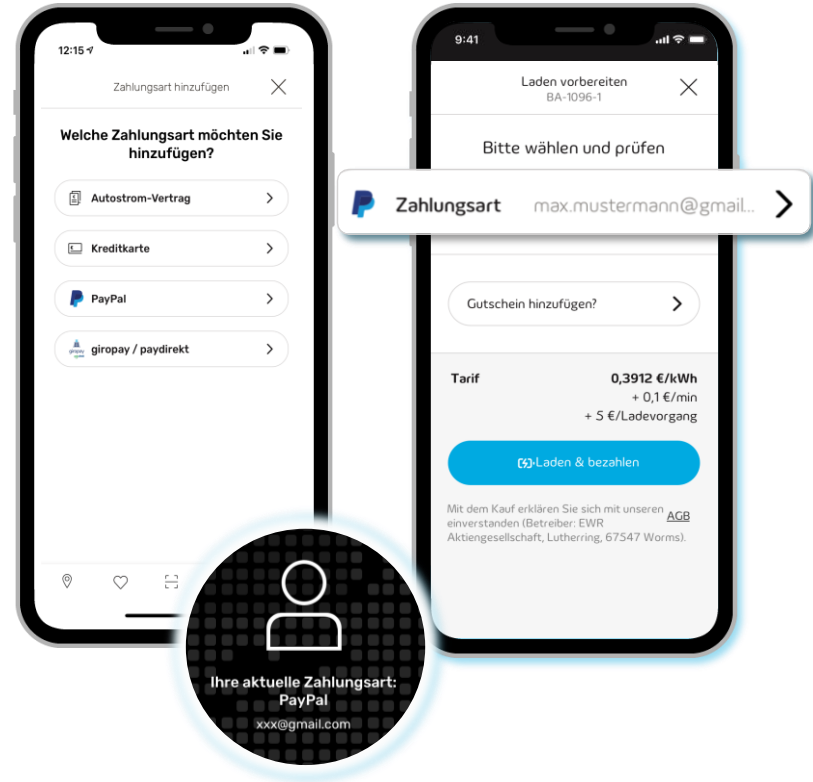 12:15
Zahlungsart hinzufügen
Welche Zahlungsart möchten Sie
hinzufügen?
Autostrom-Vertrag
Kreditkarte
PayPal
giropay / paydirekt
Ihre aktuelle Zahlungsart:
PayPal
xxx@gmail.com
9:41
Laden vorbereiten
BA-1096-1
Bitte wählen und prüfen
Zahlungsart max.mustermann@gmail...
Gutschein hinzufügen?
Tarif 0,3912 €/kWh
+ 0,1 €/min
+ 5 €/Ladevorgang
Laden & bezahlen
Mit dem Kauf erklären Sie sich mit unseren AGB
einverstanden (Betreiber: EWR
Aktiengesellschaft, Lutherring, 67547 Worms).